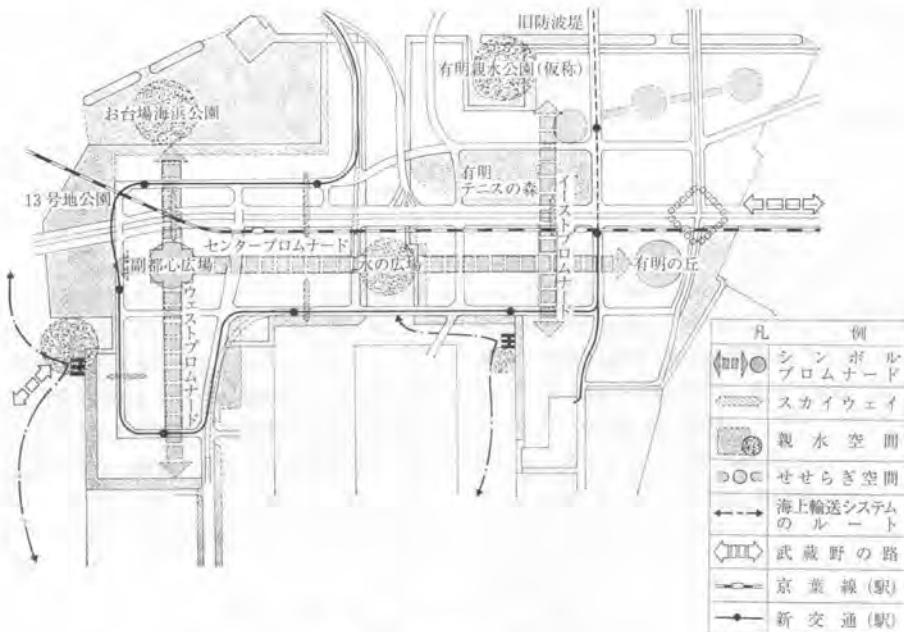 旧防波堤
有明親水公園(仮称)
お台場海浜公園
有明
テニスの森
13号地公園
イーストプロムナード
センタープロムナード
副都心広場
水の広場
有明の丘
ウェストプロムナード
凡例
シンボル
プロムナード
スカイウェイ
親水空間
せせらぎ空間
海上輸送システム
のルート
武蔵野の路
京葉線(駅)
新交通(駅)